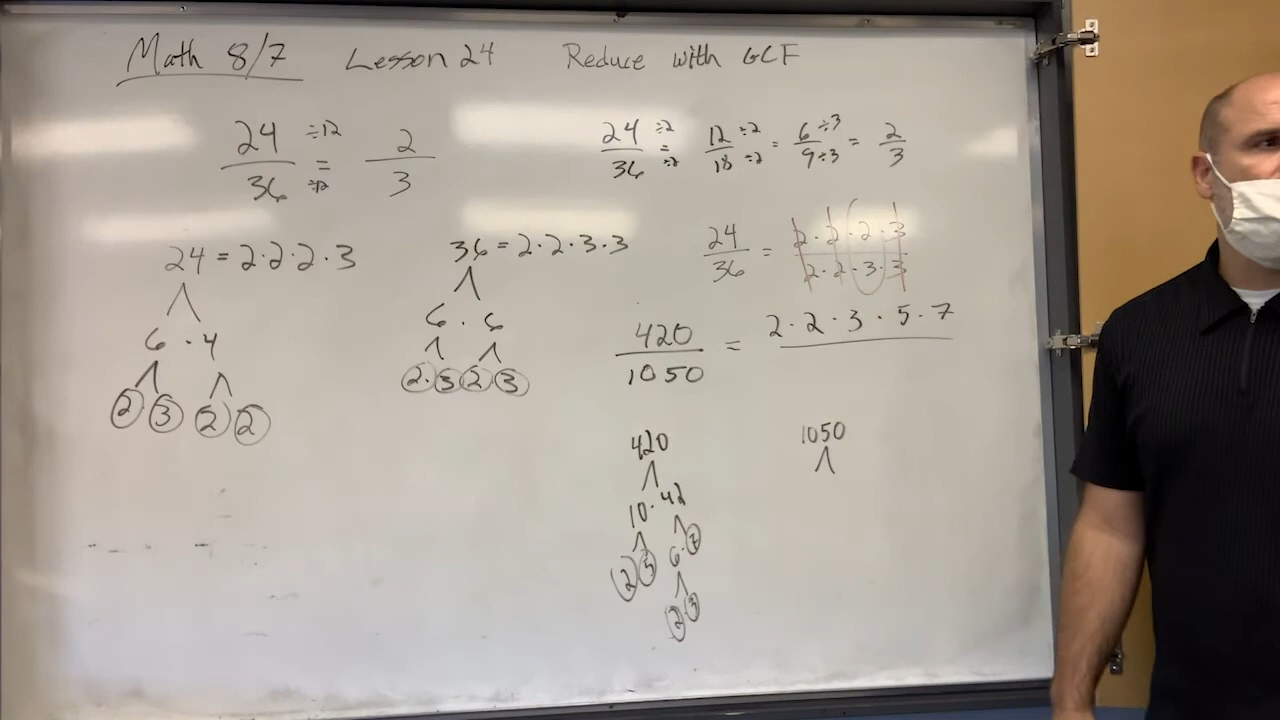 Math 8/7 Lesson 24 Reduce with GCF
24/36 ÷12/÷12 = 2/3
24 = 2·2·2·3
6 · 4
2 3 2 2
36 = 2·2·3·3
6 · 6
2 · 3 2 3
24/36 ÷2/÷2 = 12/18 ÷2/÷2 = 6/9 ÷3/÷3 = 2/3
24/36 = 2·2·2·3/2·2·3·3
420/1050 = 2·2·3·5·7
420
10 · 42
2 5 6 · 7
2 3
1050